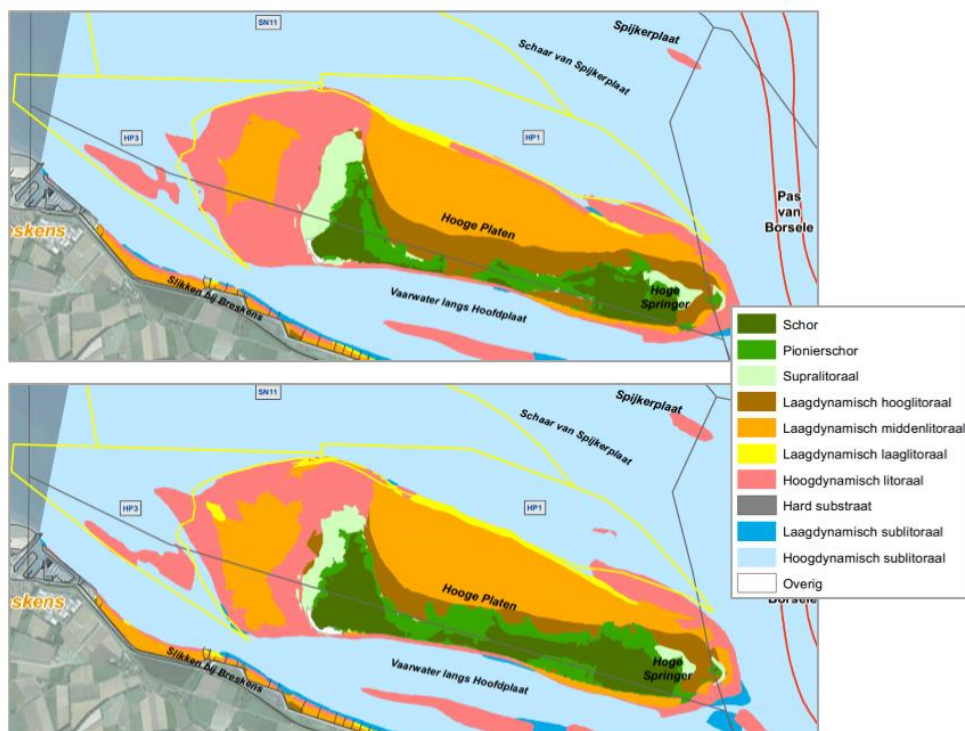 SN11
Spijkerplaat
Schaar van Spijkerplaat
HP3
HP1
Pas
van
Borsele
Hooge Platen
eskens
Slikken bij Breskens
Vaarwater langs Hoofdplaat
Hoge
Springer
Schor
Pionierschor
Supralitoraal
Laagdynamisch hooglitoraal
Laagdynamisch middenlitoraal
Laagdynamisch laaglitoraal
Hoogdynamisch litoraal
Hard substraat
Laagdynamisch sublitoraal
Hoogdynamisch sublitoraal
Overig
SN11
Spijkerplaat
Schaar van Spijkerplaat
HP3
HP1
Borsele
Hooge Platen
eskens
Slikken bij Breskens
Vaarwater langs Hoofdplaat
Hoge
Springer